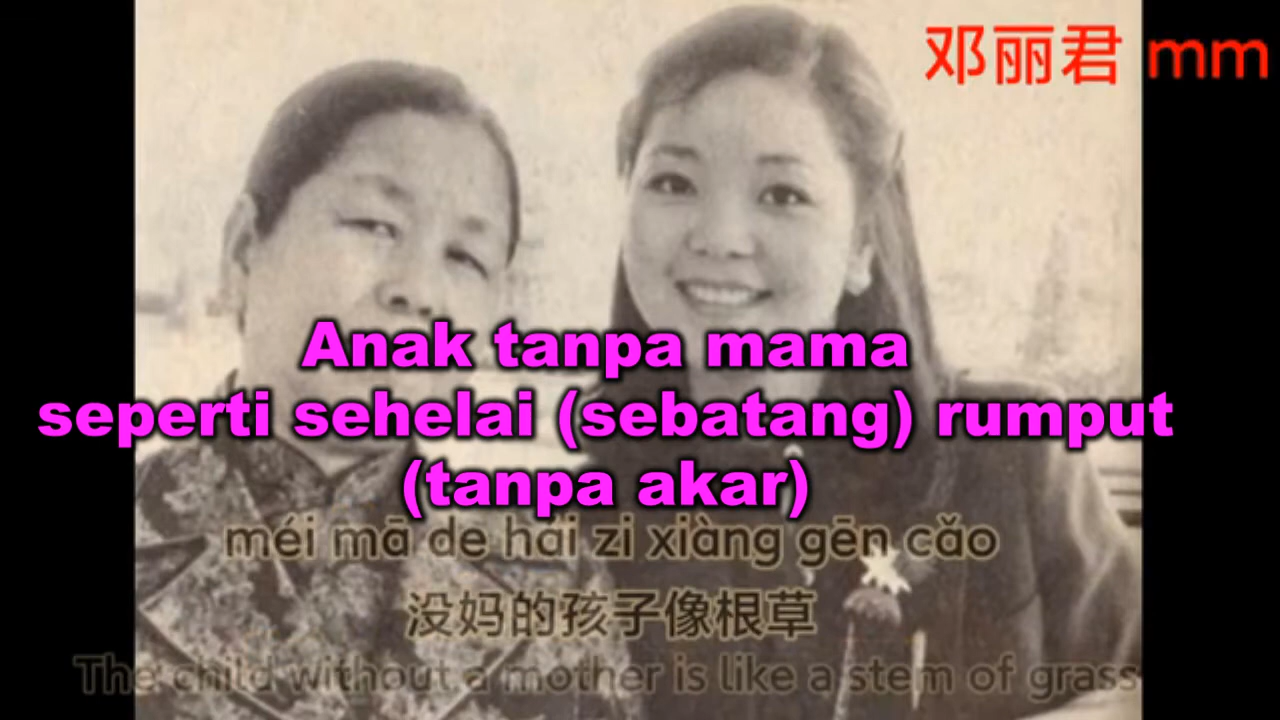 邓丽君 mm
Anak tanpa mama
seperti sehelai (sebatang) rumput
(tanpa akar)
méi mā de hái zi xiàng gēn cǎo
没妈的孩子像根草
The child without a mother is like a stem of grass